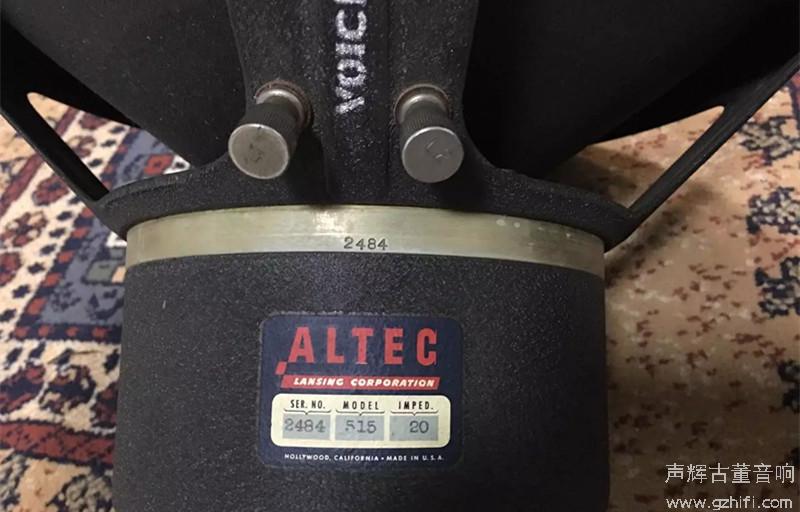 VOIC
2484
ALTEC
LANSING CORPORATION
SER. NO. MODEL IMPED.
2484 515 20
HOLLYWOOD, CALIFORNIA • MADE IN U.S.A.
声辉古董音响
www.gzhifi.com